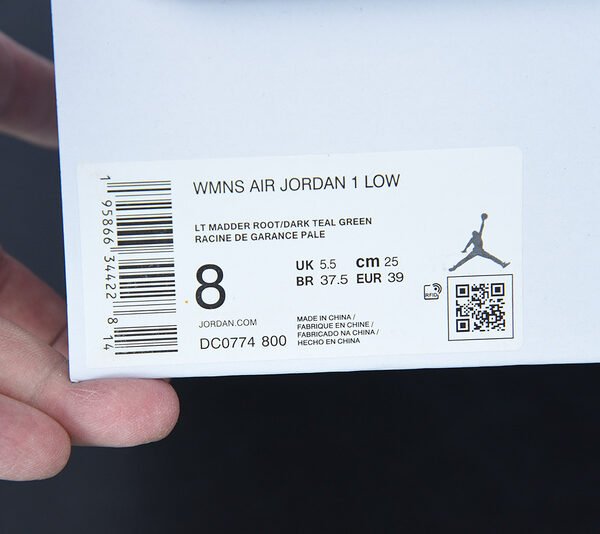 WMNS AIR JORDAN 1 LOW
LT MADDER ROOT/DARK TEAL GREEN
RACINE DE GARANCE PALE
8
UK 5.5 cm 25
BR 37.5 EUR 39
RFID
JORDAN.COM
DC0774 800
MADE IN CHINA /
FABRIQUE EN CHINE /
FABRICADO NA CHINA /
HECHO EN CHINA
1 95866 34422 8 14